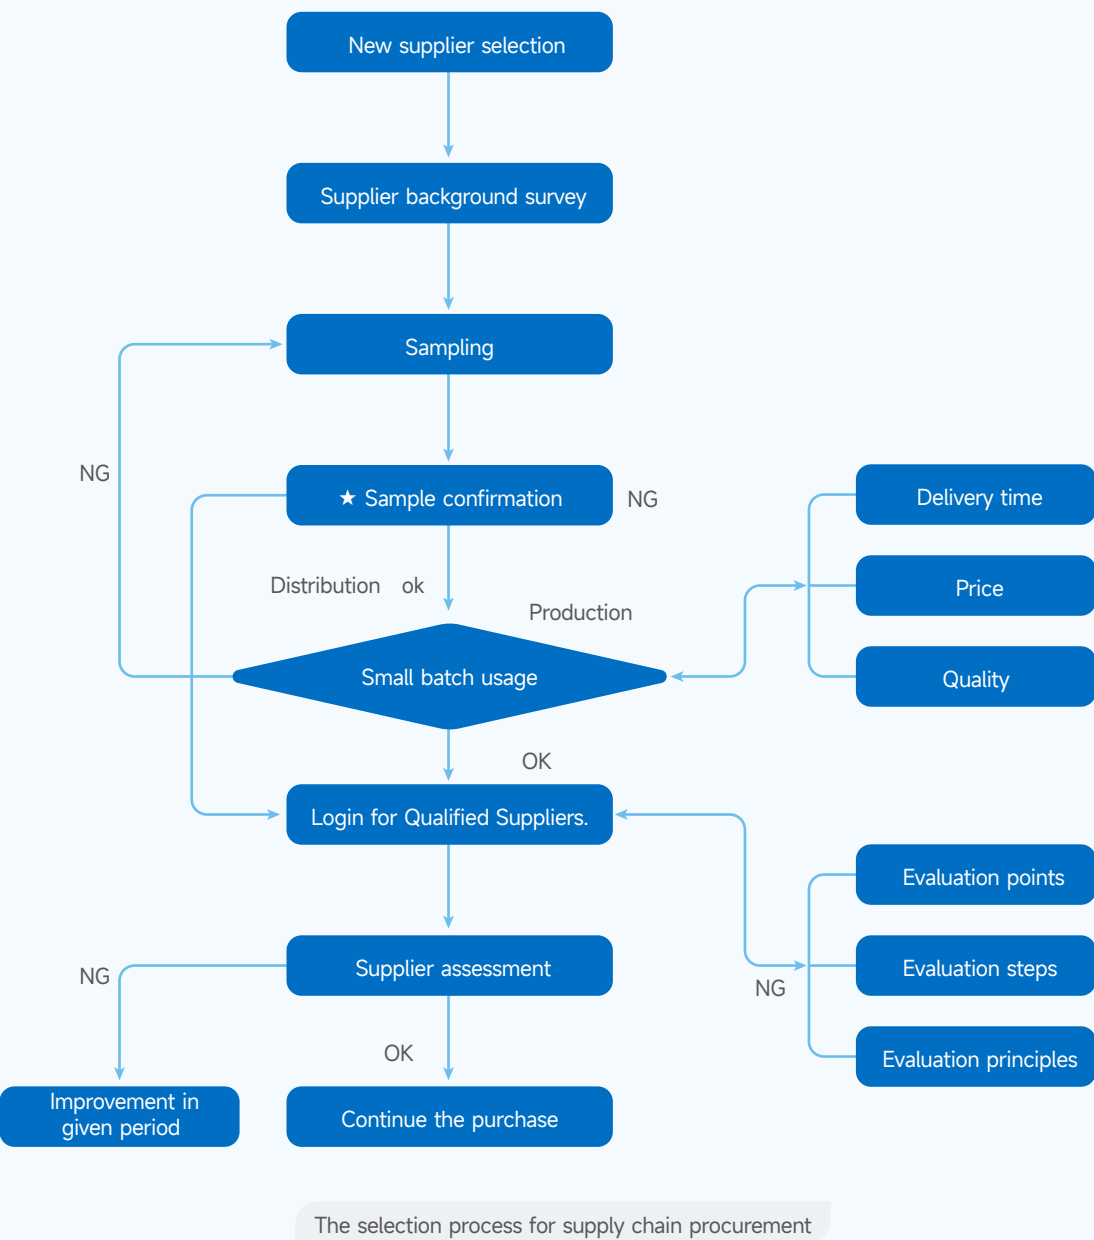 New supplier selection
Supplier background survey
Sampling
NG
★ Sample confirmation
NG
Delivery time
Distribution ok
Price
Production
Small batch usage
Quality
OK
Login for Qualified Suppliers.
Evaluation points
NG
Supplier assessment
Evaluation steps
NG
OK
Evaluation principles
Improvement in
given period
Continue the purchase
The selection process for supply chain procurement